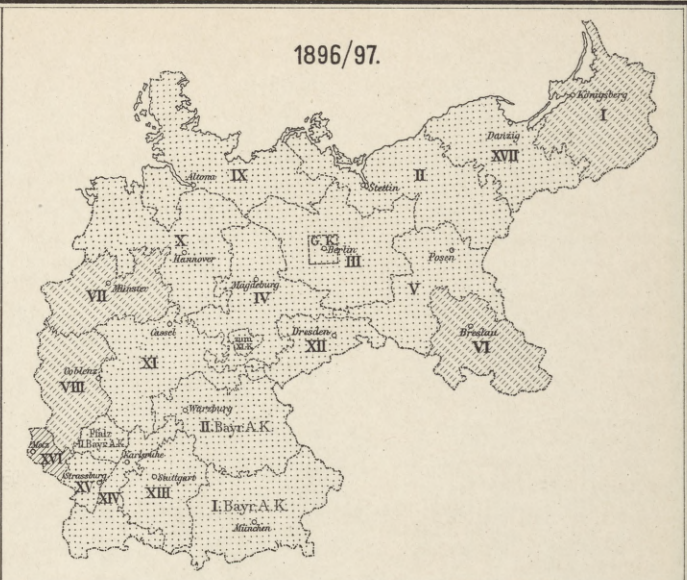 1896/97.
Königsberg
I
Danzig
XVII
Altona
IX
Stettin
II
X
Hannover
G.K.
Berlin
III
Posen
V
VII
Münster
Magdeburg
IV
Cassel
Dresden
XII
Breslau
VI
XI
Coblenz
VIII
Würzburg
II. Bayr. A.K.
Pfalz
II.Bayr.A.K.
Metz
XVI
Karlsruhe
Strassburg
XV
XIV
Stuttgart
XIII
I. Bayr. A.K.
München